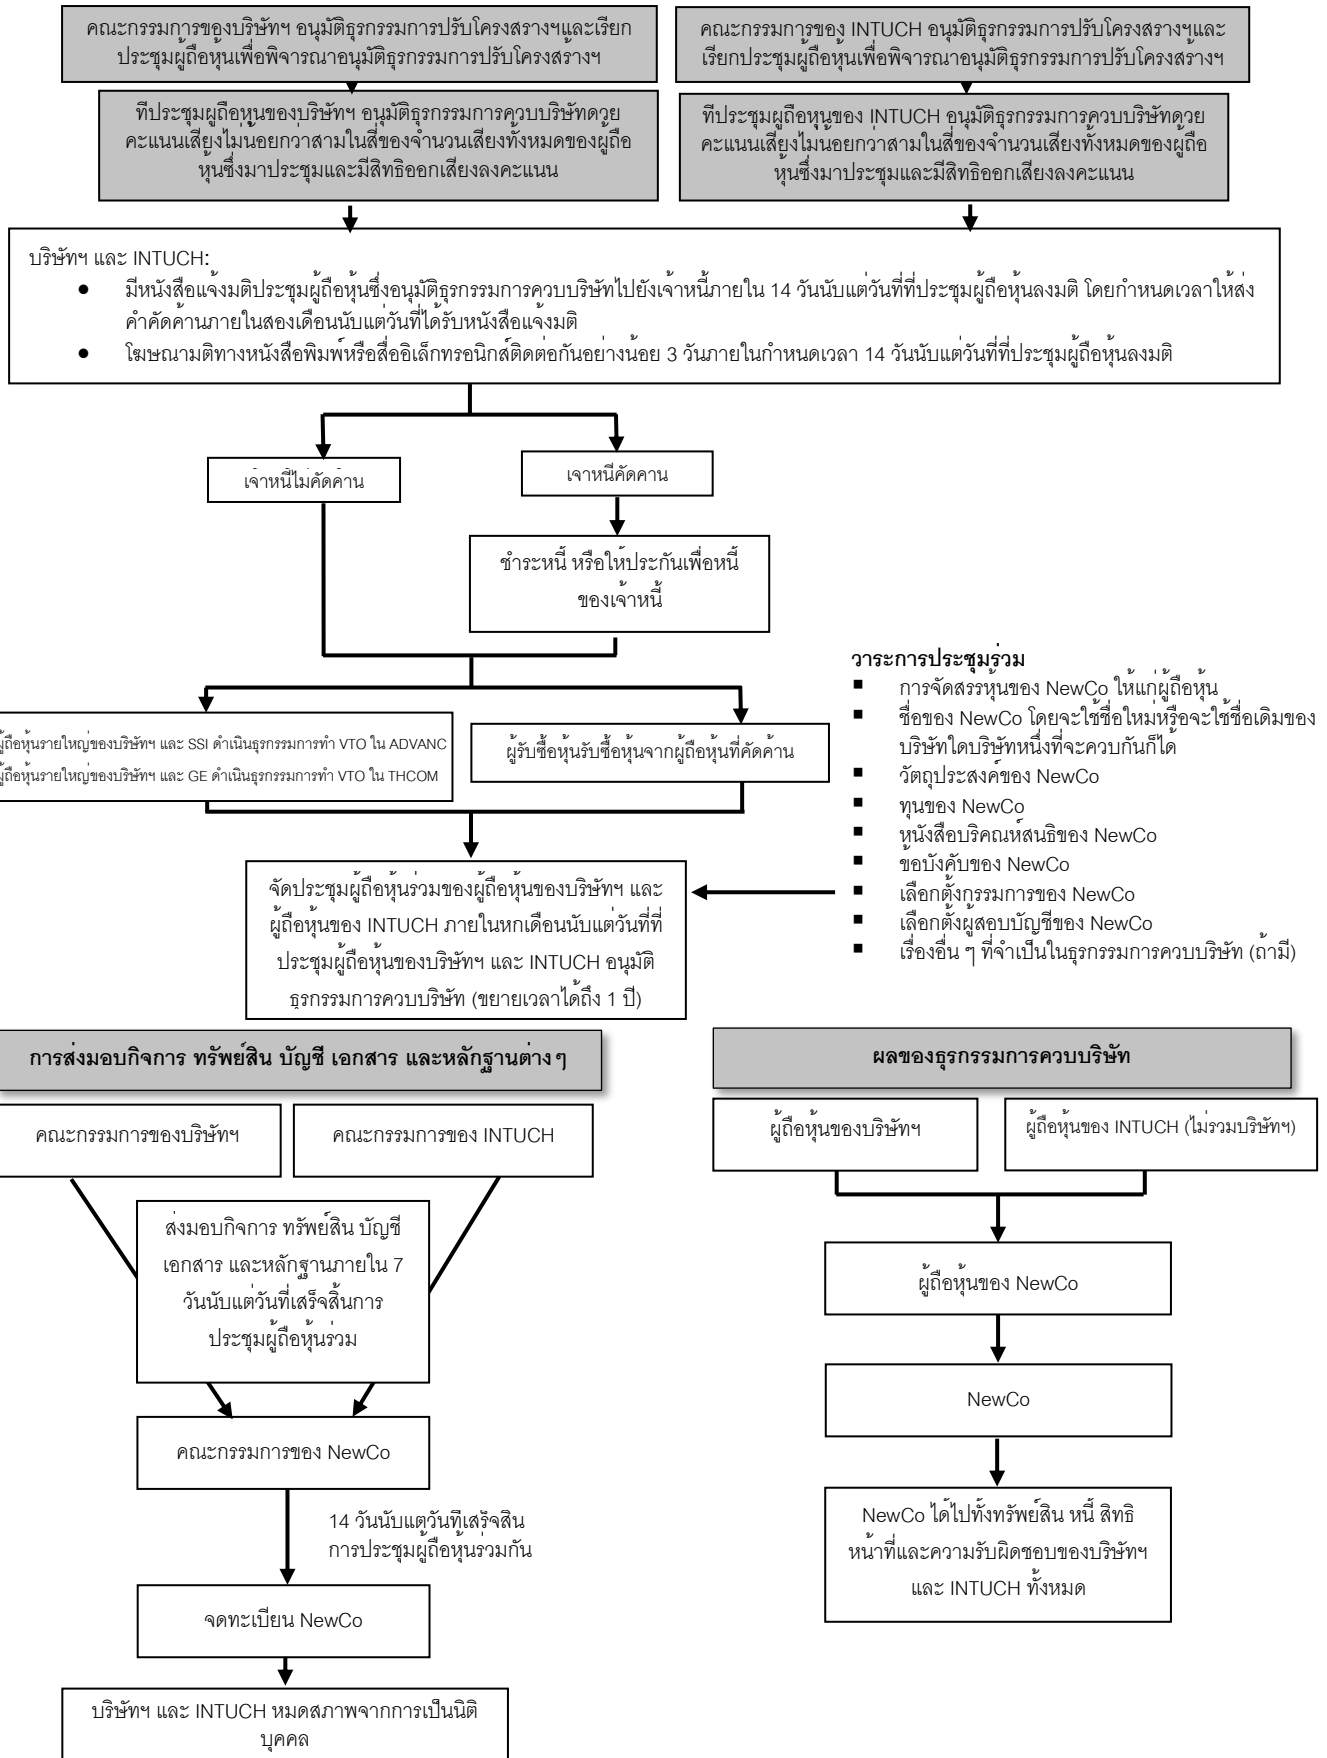 คณะกรรมการของบริษัทฯ อนุมัติธุรกรรมการปรับโครงสร้างฯและเรียก
ประชุมผู้ถือหุ้นเพื่อพิจารณาอนุมัติธุรกรรมการปรับโครงสร้างฯ
คณะกรรมการของ INTUCH อนุมัติธุรกรรมการปรับโครงสร้างฯและ
เรียกประชุมผู้ถือหุ้นเพื่อพิจารณาอนุมัติธุรกรรมการปรับโครงสร้างฯ
ที่ประชุมผู้ถือหุ้นของบริษัทฯ อนุมัติธุรกรรมการควบบริษัทด้วย
คะแนนเสียงไม่น้อยกว่าสามในสี่ของจำนวนเสียงทั้งหมดของผู้ถือ
หุ้นซึ่งมาประชุมและมีสิทธิออกเสียงลงคะแนน
ที่ประชุมผู้ถือหุ้นของ INTUCH อนุมัติธุรกรรมการควบบริษัทด้วย
คะแนนเสียงไม่น้อยกว่าสามในสี่ของจำนวนเสียงทั้งหมดของผู้ถือ
หุ้นซึ่งมาประชุมและมีสิทธิออกเสียงลงคะแนน
บริษัทฯ และ INTUCH:
● มีหนังสือแจ้งมติประชุมผู้ถือหุ้นซึ่งอนุมัติธุรกรรมการควบบริษัทไปยังเจ้าหนี้ภายใน 14 วันนับแต่วันที่ที่ประชุมผู้ถือหุ้นลงมติ โดยกำหนดเวลาให้ส่ง
คำคัดค้านภายในสองเดือนนับแต่วันที่ได้รับหนังสือแจ้งมติ
● โฆษณามติทางหนังสือพิมพ์หรือสื่ออิเล็กทรอนิกส์ติดต่อกันอย่างน้อย 3 วันภายในกำหนดเวลา 14 วันนับแต่วันที่ที่ประชุมผู้ถือหุ้นลงมติ
เจ้าหนี้ไม่คัดค้าน
เจ้าหนี้คัดค้าน
ชำระหนี้ หรือให้ประกันเพื่อหนี้
ของเจ้าหนี้
ผู้ถือหุ้นรายใหญ่ของบริษัทฯ และ SSI ดำเนินธุรกรรมการทำ VTO ใน ADVANC
ผู้ถือหุ้นรายใหญ่ของบริษัทฯ และ GE ดำเนินธุรกรรมการทำ VTO ใน THCOM
ผู้รับซื้อหุ้นรับซื้อหุ้นจากผู้ถือหุ้นที่คัดค้าน
วาระการประชุมร่วม
■ การจัดสรรหุ้นของ NewCo ให้แก่ผู้ถือหุ้น
■ ชื่อของ NewCo โดยจะใช้ชื่อใหม่หรือจะใช้ชื่อเดิมของ
บริษัทใดบริษัทหนึ่งที่จะควบกันก็ได้
■ วัตถุประสงค์ของ NewCo
■ ทุนของ NewCo
■ หนังสือบริคณห์สนธิของ NewCo
■ ข้อบังคับของ NewCo
■ เลือกตั้งกรรมการของ NewCo
■ เลือกตั้งผู้สอบบัญชีของ NewCo
■ เรื่องอื่น ๆ ที่จำเป็นในธุรกรรมการควบบริษัท (ถ้ามี)
จัดประชุมผู้ถือหุ้นร่วมของผู้ถือหุ้นของบริษัทฯ และ
ผู้ถือหุ้นของ INTUCH ภายในหกเดือนนับแต่วันที่ที่
ประชุมผู้ถือหุ้นของบริษัทฯ และ INTUCH อนุมัติ
ธุรกรรมการควบบริษัท (ขยายเวลาได้ถึง 1 ปี)
การส่งมอบกิจการ ทรัพย์สิน บัญชี เอกสาร และหลักฐานต่าง ๆ
คณะกรรมการของบริษัทฯ
คณะกรรมการของ INTUCH
ส่งมอบกิจการ ทรัพย์สิน บัญชี
เอกสาร และหลักฐานภายใน 7
วันนับแต่วันที่เสร็จสิ้นการ
ประชุมผู้ถือหุ้นร่วม
คณะกรรมการของ NewCo
14 วันนับแต่วันที่เสร็จสิ้น
การประชุมผู้ถือหุ้นร่วมกัน
จดทะเบียน NewCo
บริษัทฯ และ INTUCH หมดสภาพจากการเป็นนิติ
บุคคล
ผลของธุรกรรมการควบบริษัท
ผู้ถือหุ้นของบริษัทฯ
ผู้ถือหุ้นของ INTUCH (ไม่รวมบริษัทฯ)
ผู้ถือหุ้นของ NewCo
NewCo
NewCo ได้ไปทั้งทรัพย์สิน หนี้ สิทธิ
หน้าที่และความรับผิดชอบของบริษัทฯ
และ INTUCH ทั้งหมด